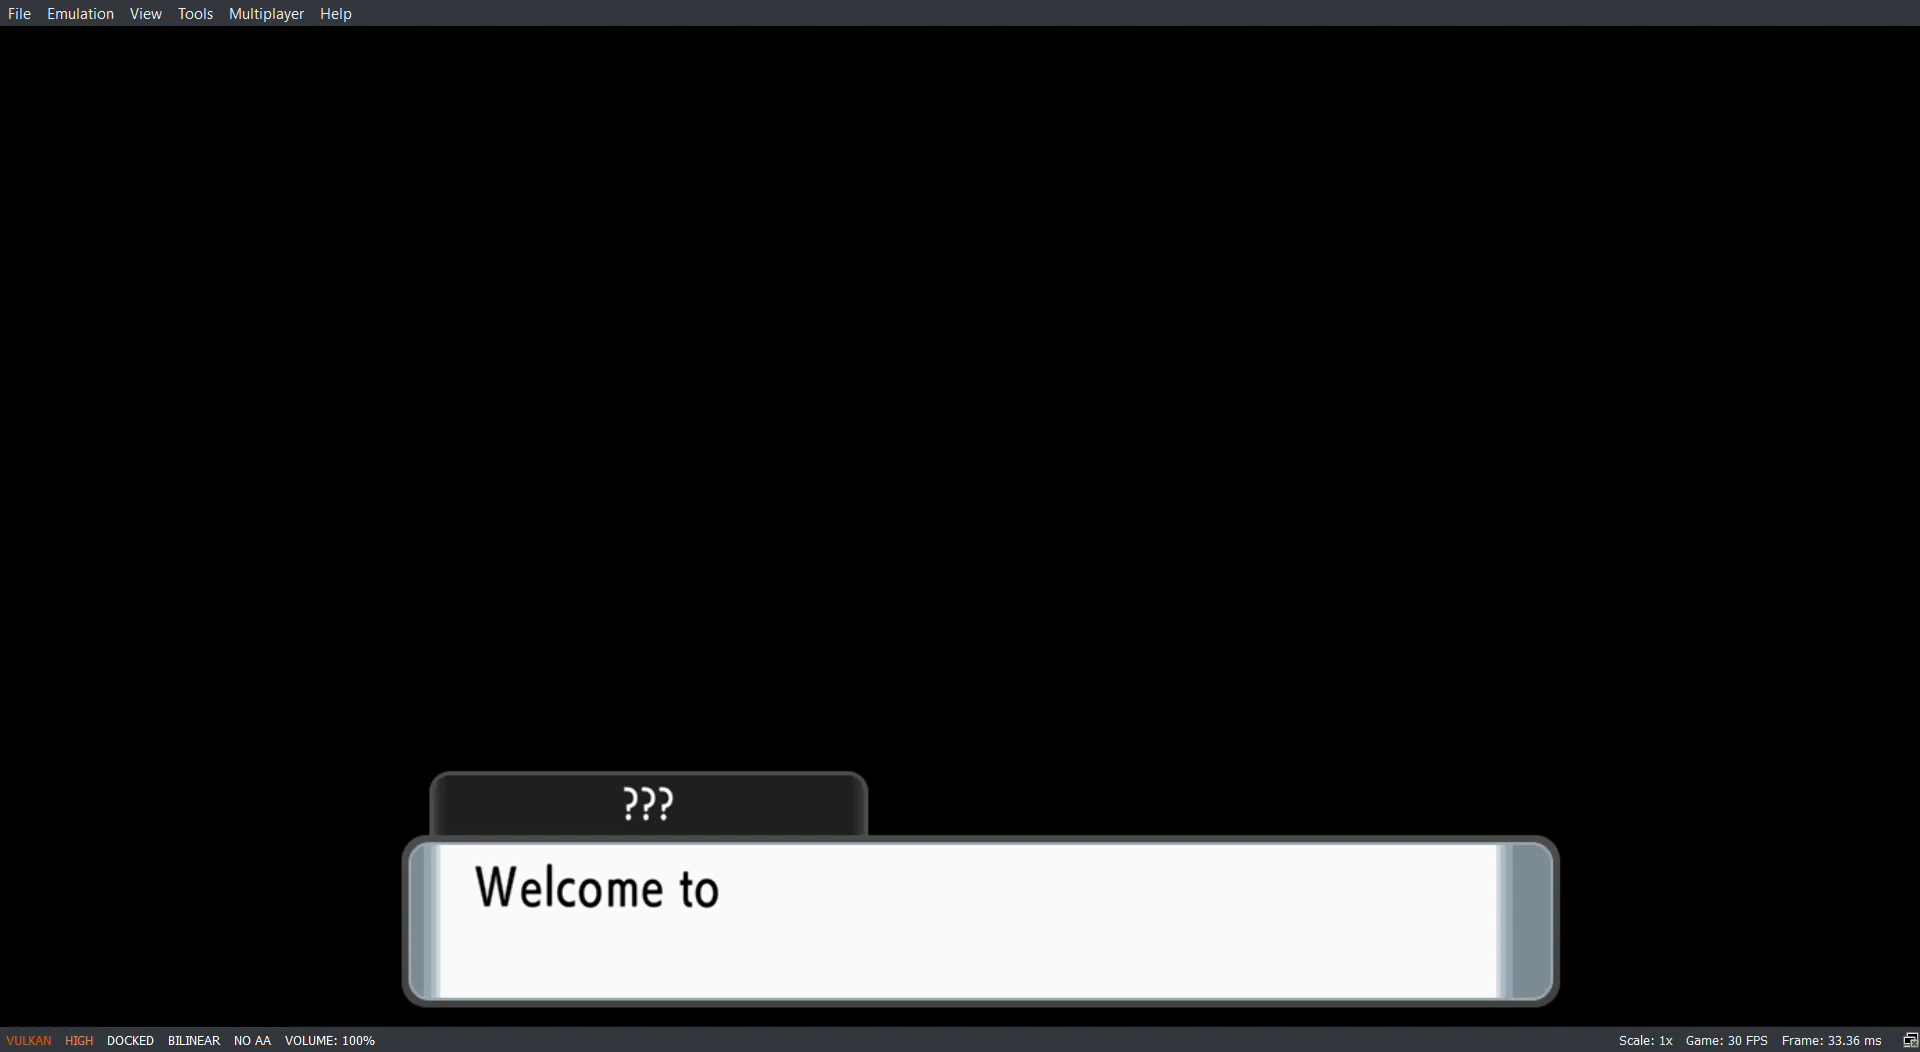 File Emulation View Tools Multiplayer Help
???
Welcome to
VULKAN HIGH DOCKED BILINEAR NO AA VOLUME: 100% Scale: 1x Game: 30 FPS Frame: 33.36 ms